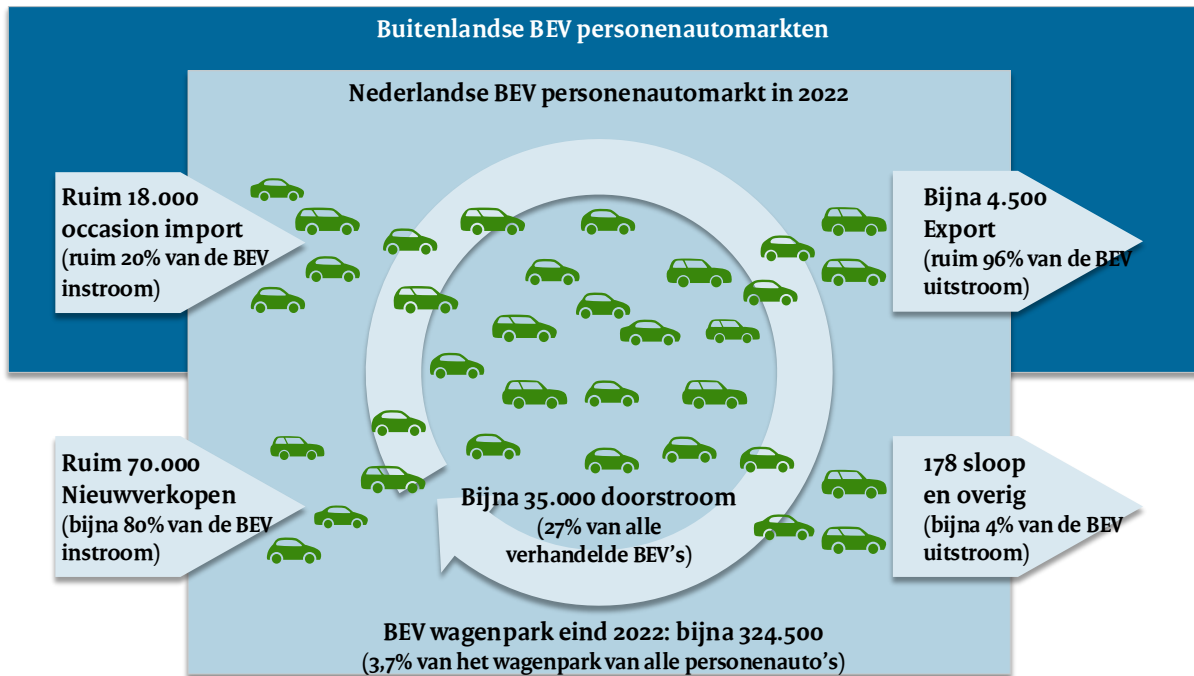 Buitenlandse BEV personenautomarkten
Nederlandse BEV personenautomarkt in 2022
Ruim 18.000
occasion import
(ruim 20% van de BEV
instroom)
Bijna 4.500
Export
(ruim 96% van de BEV
uitstroom)
Ruim 70.000
Nieuwverkopen
(bijna 80% van de BEV
instroom)
Bijna 35.000 doorstroom
(27% van alle
verhandelde BEV's)
178 sloop
en overig
(bijna 4% van de BEV
uitstroom)
BEV wagenpark eind 2022: bijna 324.500
(3,7% van het wagenpark van alle personenauto's)